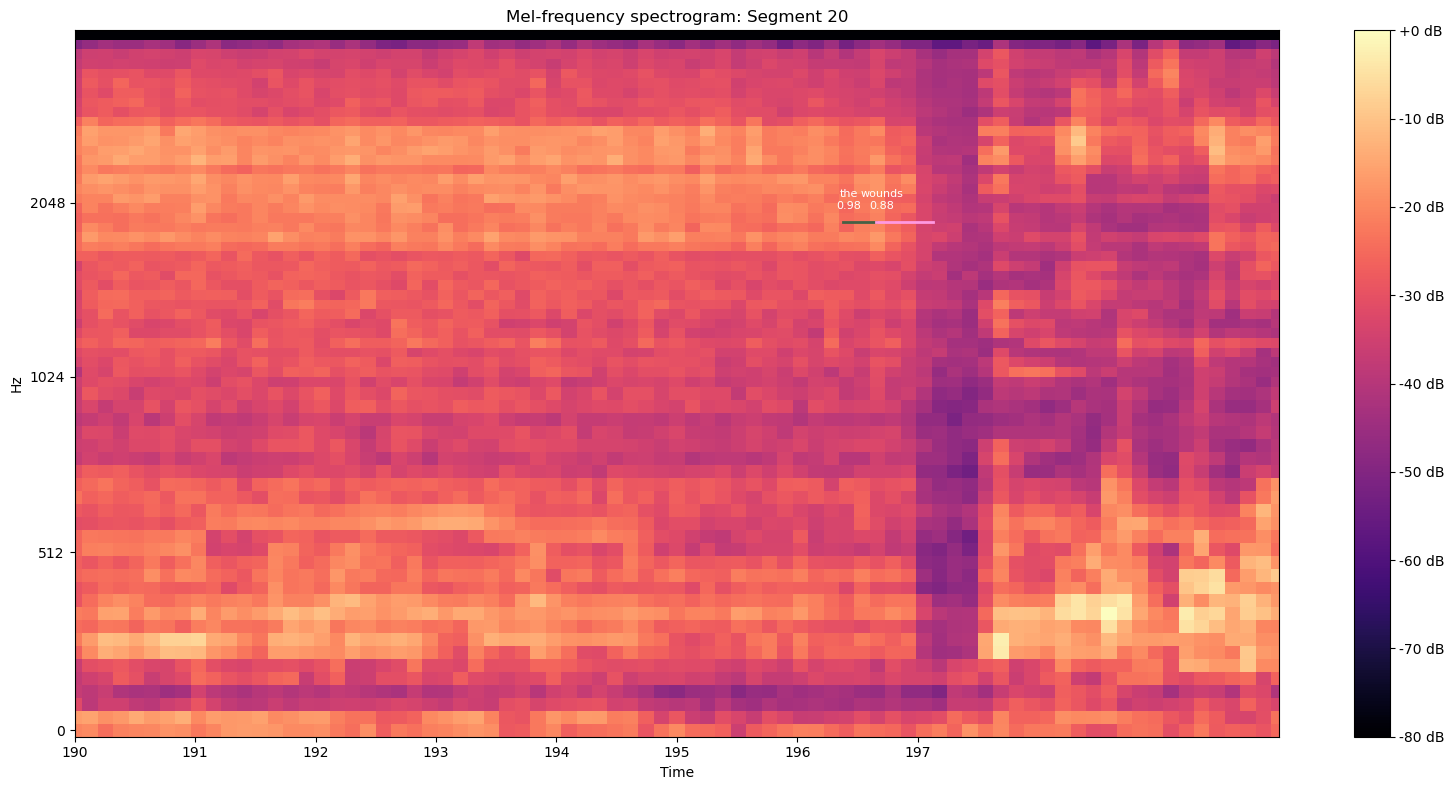 Mel-frequency spectrogram: Segment 20
+0 dB
-10 dB
-20 dB
-30 dB
-40 dB
-50 dB
-60 dB
-70 dB
-80 dB
Hz
2048
1024
512
0
the wounds
0.98 0.88
190 191 192 193 194 195 196 197
Time